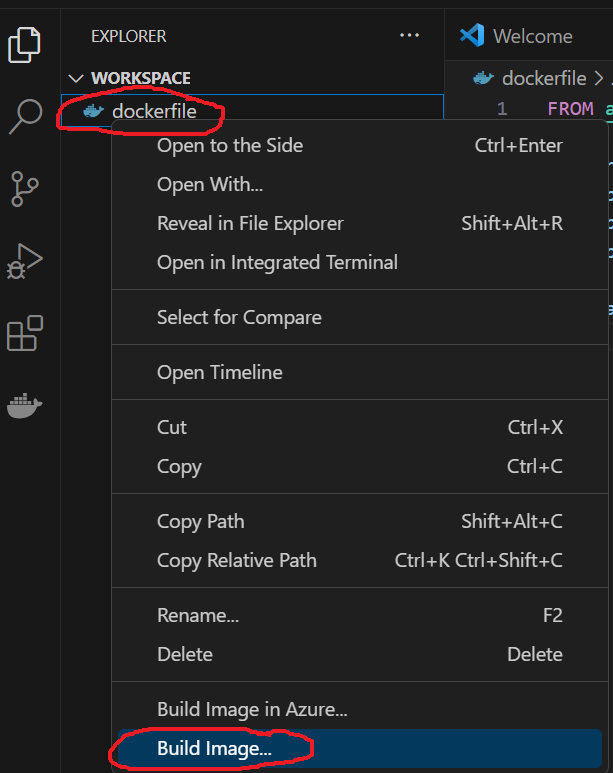 EXPLORER
...
Welcome
WORKSPACE
dockerfile >
dockerfile
1 FROM
Open to the Side Ctrl+Enter
Open With...
Reveal in File Explorer Shift+Alt+R
Open in Integrated Terminal
Select for Compare
Open Timeline
Cut Ctrl+X
Copy Ctrl+C
Copy Path Shift+Alt+C
Copy Relative Path Ctrl+K Ctrl+Shift+C
Rename... F2
Delete Delete
Build Image in Azure...
Build Image...